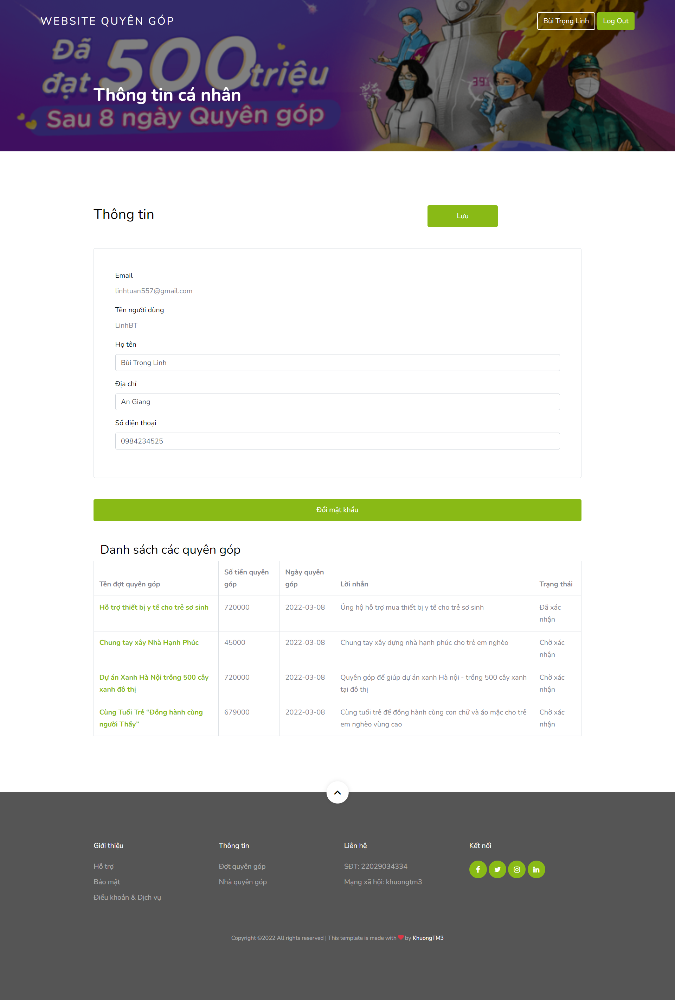 WEBSITE QUYÊN GÓP
Bùi Trọng Linh
Log Out
Đã
đạt 500 triệu
Thông tin cá nhân
Sau 8 ngày Quyên góp
39
Thông tin
Lưu
Email
linhtuan557@gmail.com
Tên người dùng
LinhBT
Họ tên
Bùi Trọng Linh
Địa chỉ
An Giang
Số điện thoại
0984234525
Đổi mật khẩu
Danh sách các quyên góp
Tên đợt quyên góp
Số tiền quyên
góp
Ngày quyên
góp
Lời nhắn
Trạng thái
Hỗ trợ thiết bị y tế cho trẻ sơ sinh
720000
2022-03-08
Ủng hộ hỗ trợ mua thiết bị y tế cho trẻ sơ sinh
Đã xác
nhận
Chung tay xây Nhà Hạnh Phúc
45000
2022-03-08
Chung tay xây dựng nhà hạnh phúc cho trẻ em nghèo
Chờ xác
nhận
Dự án Xanh Hà Nội trồng 500 cây
xanh đô thị
720000
2022-03-08
Quyên góp để giúp dự án xanh Hà nội - trồng 500 cây xanh
tại đô thị
Chờ xác
nhận
Cùng Tuổi Trẻ “Đồng hành cùng
người Thầy”
679000
2022-03-08
Cùng tuổi trẻ để đồng hành cùng con chữ và áo mặc cho trẻ
em nghèo vùng cao
Chờ xác
nhận
Giới thiệu
Hỗ trợ
Bảo mật
Điều khoản & Dịch vụ
Thông tin
Đợt quyên góp
Nhà quyên góp
Liên hệ
SĐT: 22029034334
Mạng xã hội: khuongtm3
Kết nối
Copyright ©2022 All rights reserved | This template is made with ❤ by KhuongTM3